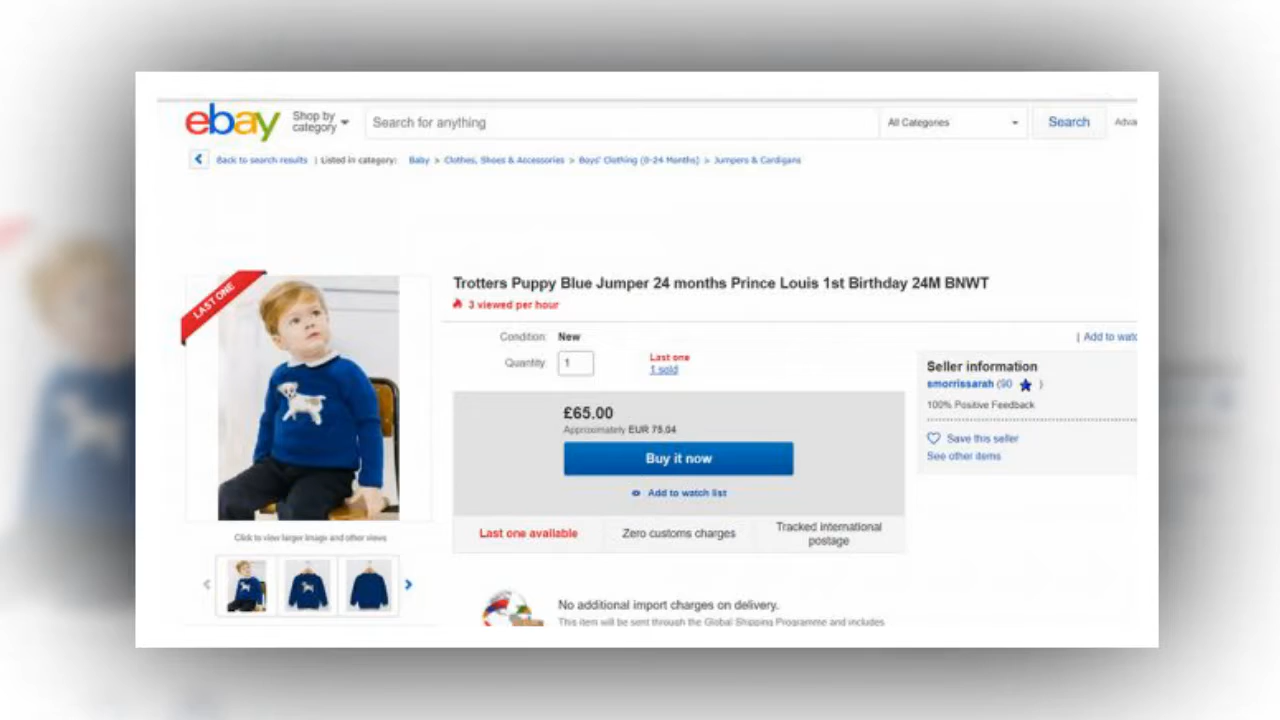 ebay
Shop by
category
Search for anything
All Categories
Search
Adva
Back to search results | Listed in category: Baby > Clothes, Shoes & Accessories > Boys' Clothing (0-24 Months) > Jumpers & Cardigans
LAST ONE
Trotters Puppy Blue Jumper 24 months Prince Louis 1st Birthday 24M BNWT
3 viewed per hour
Condition: New
| Add to watc
Quantity: 1
Last one
1 sold
Seller information
smorrissarah (90 )
100% Positive Feedback
£65.00
Approximately EUR 75.04
Buy it now
Save this seller
See other items
Add to watch list
Last one available
Zero customs charges
Tracked international
postage
Click to view larger image and other views
No additional import charges on delivery.
This item will be sent through the Global Shipping Programme and includes